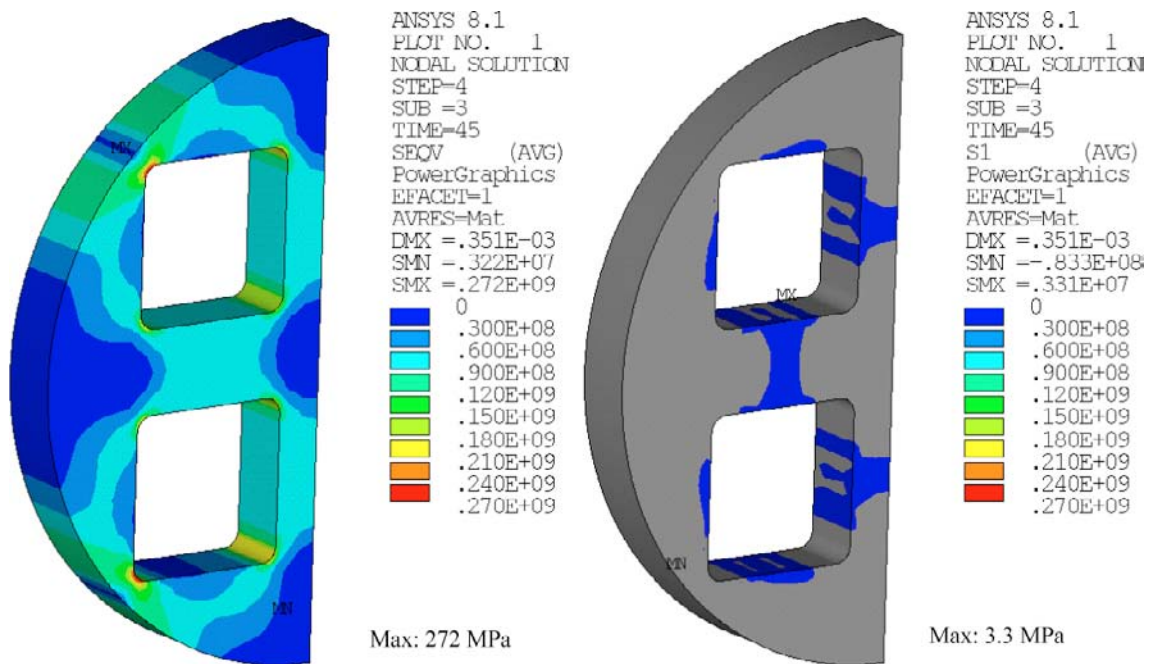 ANSYS 8.1
PLOT NO. 1
NODAL SOLUTION
STEP=4
SUB =3
TIME=45
SEQV (AVG)
PowerGraphics
EFACET=1
AVRES=Mat
DMX =.351E-03
SMN =.322E+07
SMX =.272E+09
0
.300E+08
.600E+08
.900E+08
.120E+09
.150E+09
.180E+09
.210E+09
.240E+09
.270E+09
MX
MN
Max: 272 MPa
ANSYS 8.1
PLOT NO. 1
NODAL SOLUTION
STEP=4
SUB =3
TIME=45
S1 (AVG)
PowerGraphics
EFACET=1
AVRES=Mat
DMX =.351E-03
SMN =-.833E+08
SMX =.331E+07
0
.300E+08
.600E+08
.900E+08
.120E+09
.150E+09
.180E+09
.210E+09
.240E+09
.270E+09
MX
MN
Max: 3.3 MPa